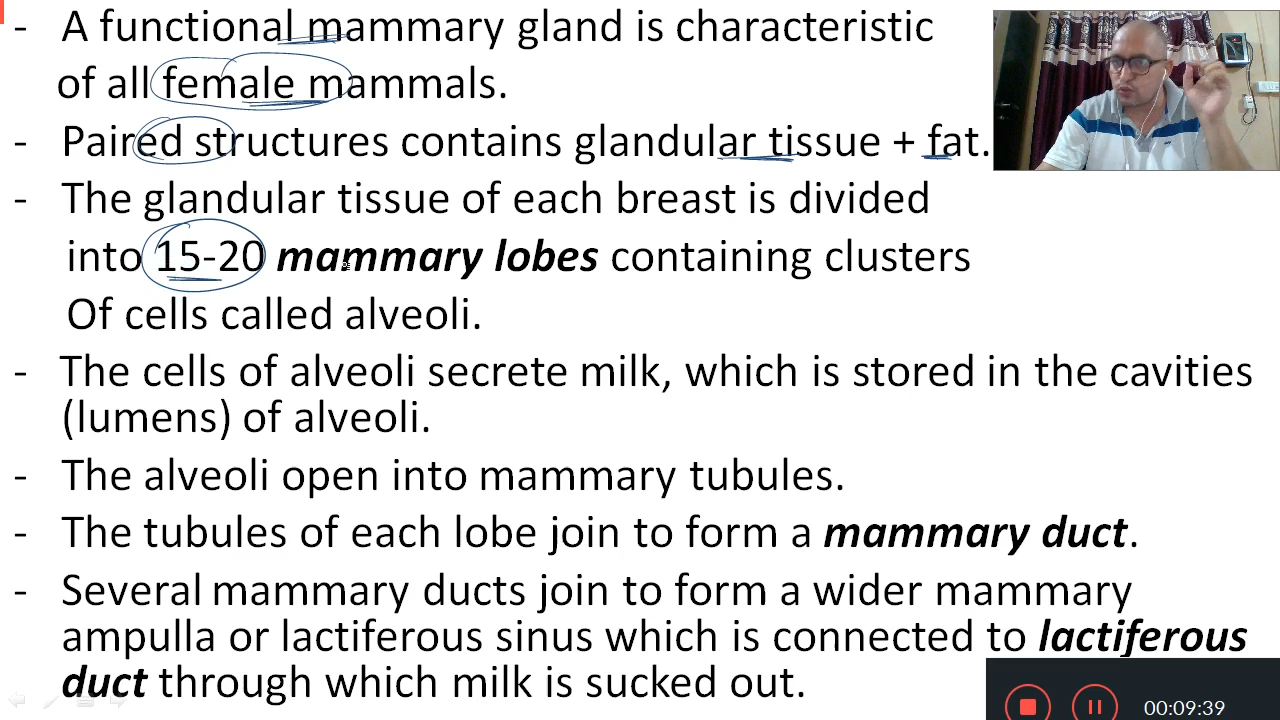 - A functional mammary gland is characteristic
of all female mammals.
- Paired structures contains glandular tissue + fat.
- The glandular tissue of each breast is divided
into 15-20 mammary lobes containing clusters
Of cells called alveoli.
- The cells of alveoli secrete milk, which is stored in the cavities
(lumens) of alveoli.
- The alveoli open into mammary tubules.
- The tubules of each lobe join to form a mammary duct.
- Several mammary ducts join to form a wider mammary
ampulla or lactiferous sinus which is connected to lactiferous
duct through which milk is sucked out.
00:09:39